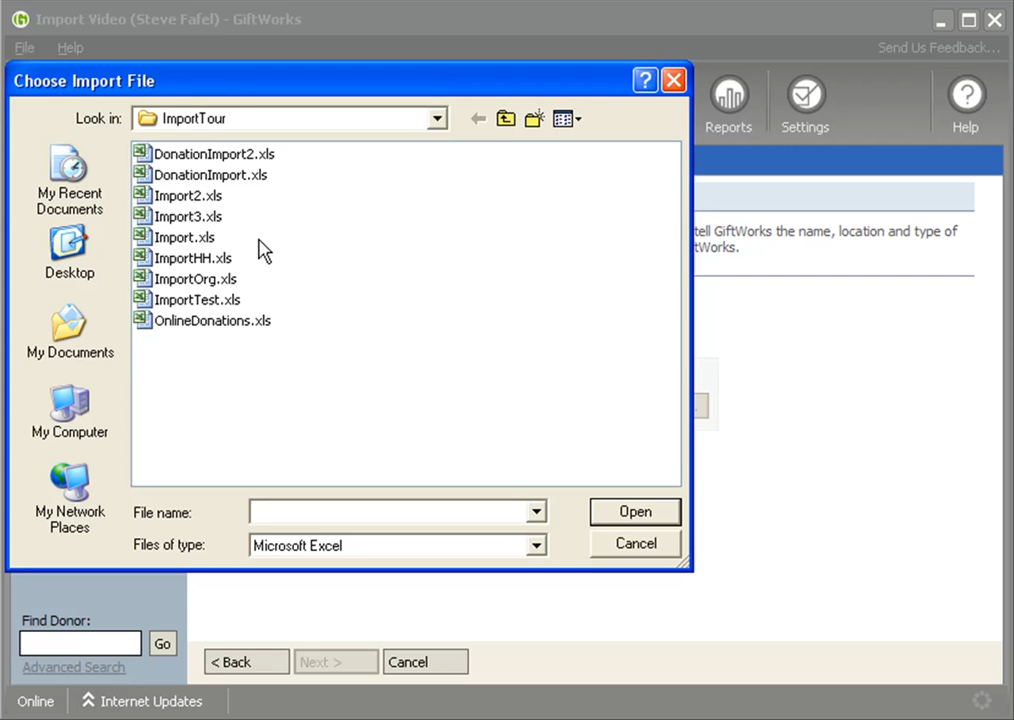 Import Video (Steve Fafel) - GiftWorks
File Help Send Us Feedback...
Choose Import File
Look in: ImportTour
Reports Settings Help
My Recent Documents
Desktop
My Documents
My Computer
My Network Places
DonationImport2.xls
DonationImport.xls
Import2.xls
Import3.xls
Import.xls
ImportHH.xls
ImportOrg.xls
ImportTest.xls
OnlineDonations.xls
tell GiftWorks the name, location and type of
tWorks.
File name: Open
Files of type: Microsoft Excel Cancel
Find Donor:
Go
Advanced Search
< Back Next > Cancel
Online Internet Updates